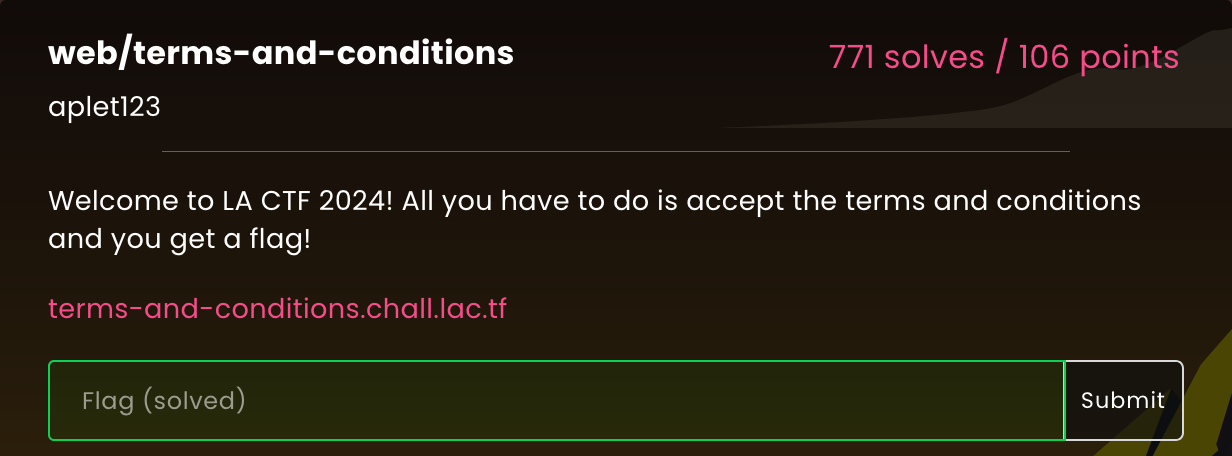 web/terms-and-conditions
771 solves / 106 points
aplet123
Welcome to LA CTF 2024! All you have to do is accept the terms and conditions
and you get a flag!
terms-and-conditions.chall.lac.tf
Flag (solved)
Submit